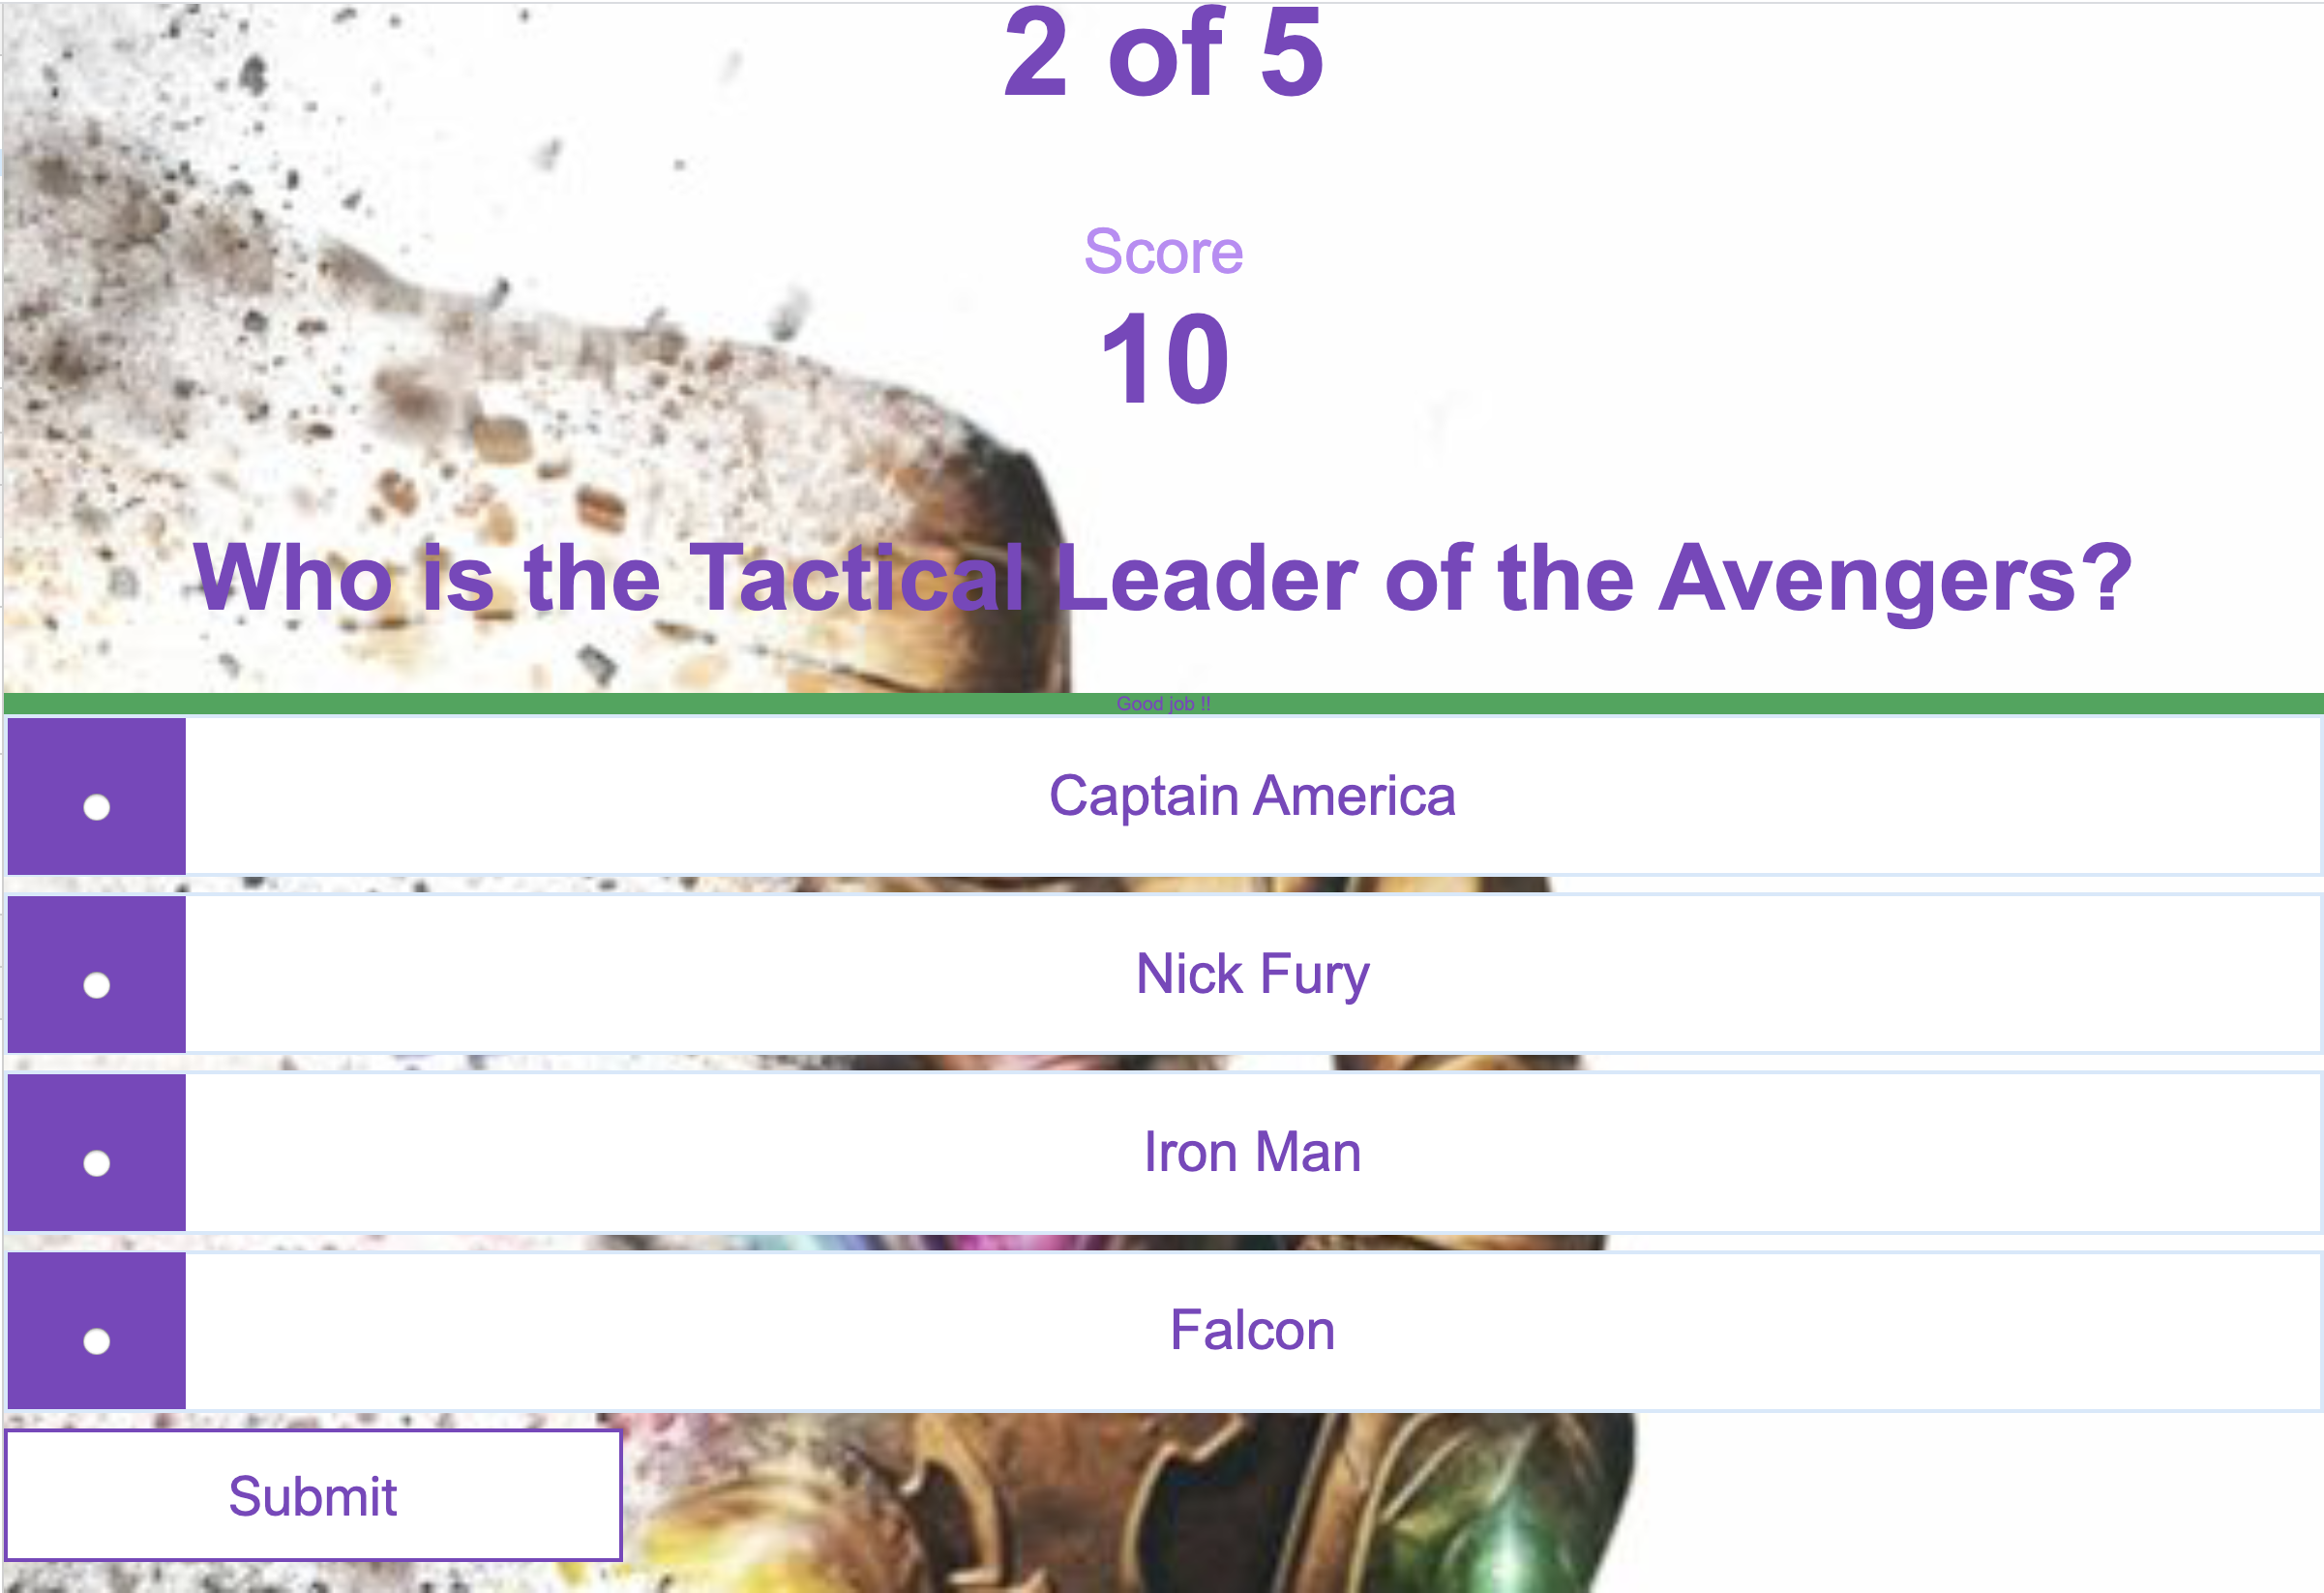 2 of 5
Score
10
Who is the Tactical Leader of the Avengers?
Good job !!
Captain America
Nick Fury
Iron Man
Falcon
Submit